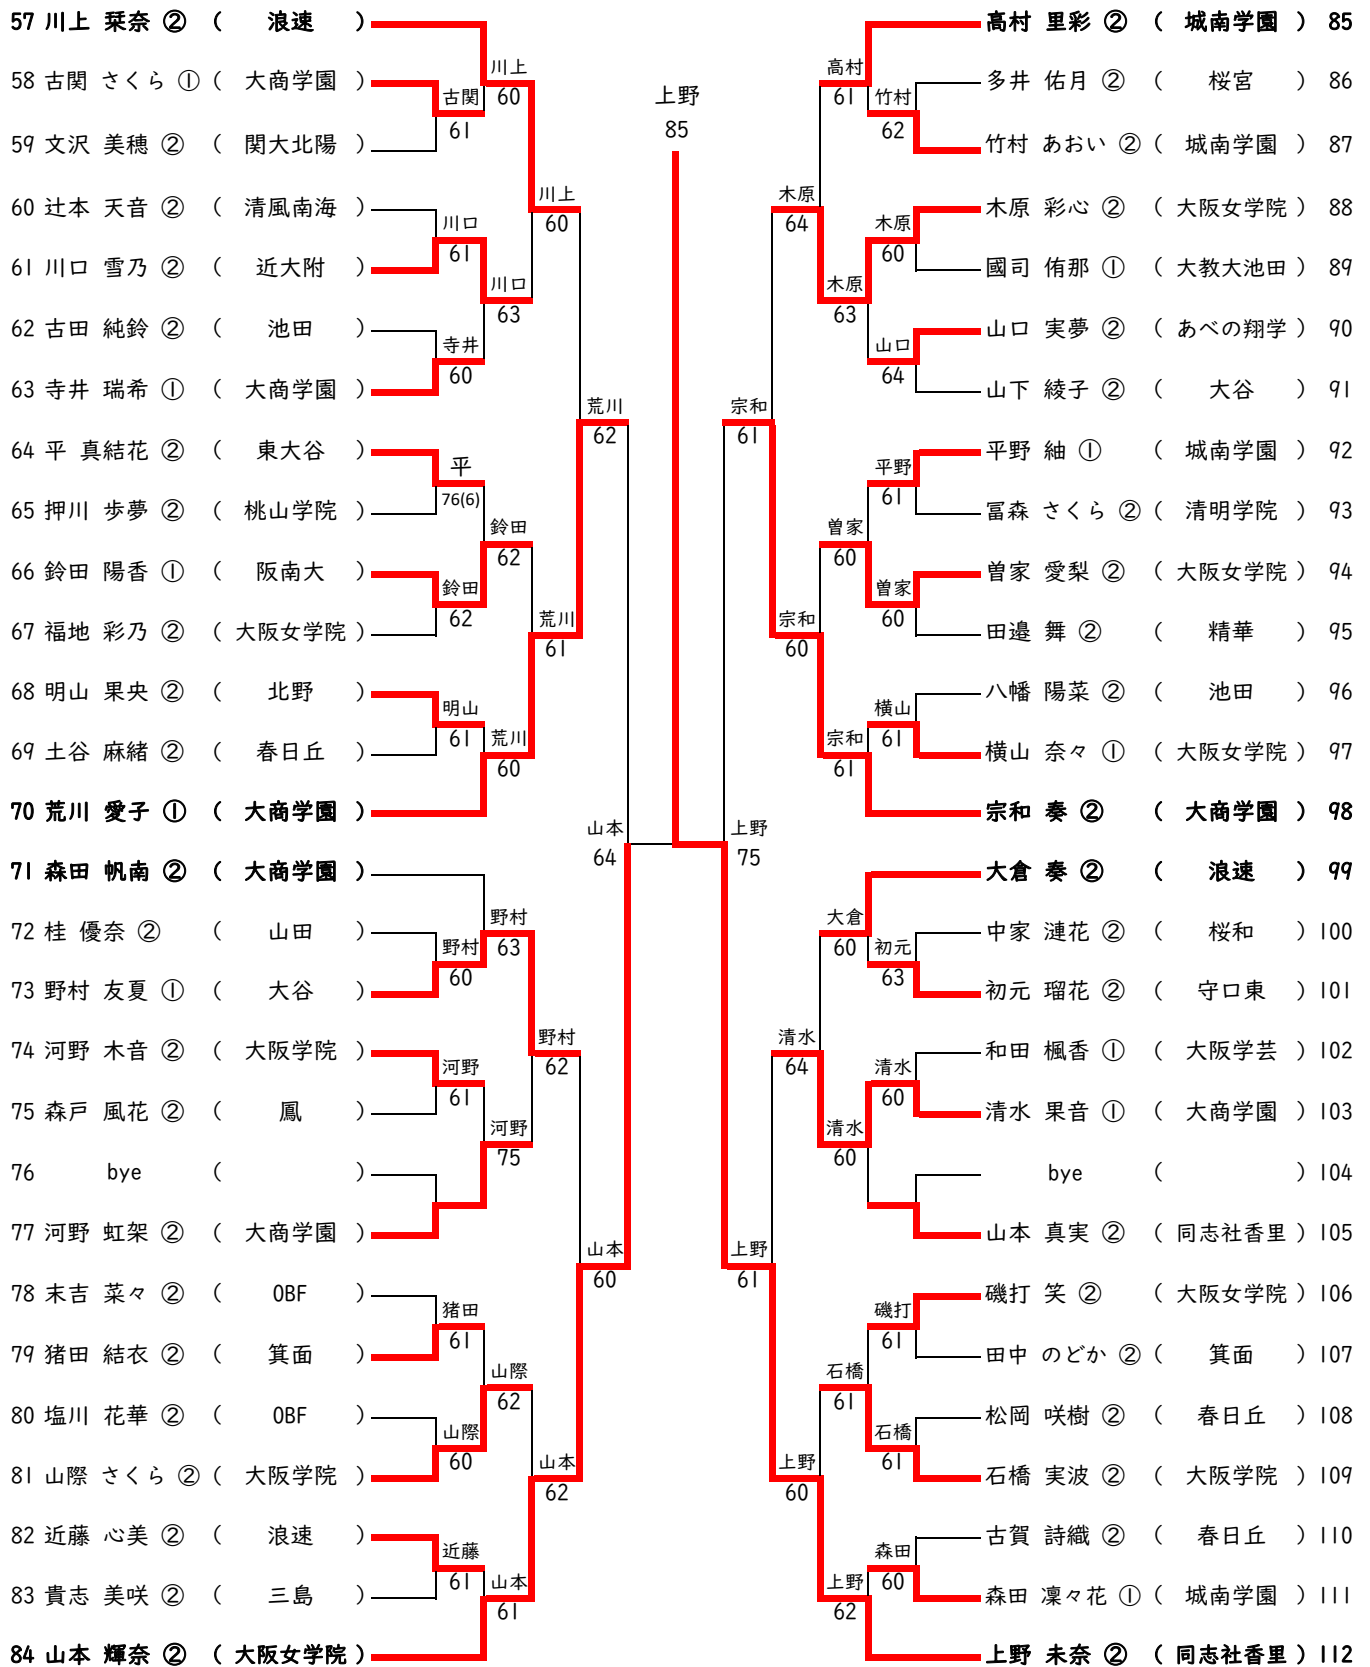 57 川上 栞奈 ② ( 浪速 )
58 古関 さくら ① ( 大商学園 )
59 文沢 美穂 ② ( 関大北陽 )
60 辻本 天音 ② ( 清風南海 )
61 川口 雪乃 ② ( 近大附 )
62 古田 純鈴 ② ( 池田 )
63 寺井 瑞希 ① ( 大商学園 )
64 平 真結花 ② ( 東大谷 )
65 押川 歩夢 ② ( 桃山学院 )
66 鈴田 陽香 ① ( 阪南大 )
67 福地 彩乃 ② ( 大阪女学院 )
68 明山 果央 ② ( 北野 )
69 土谷 麻緒 ② ( 春日丘 )
70 荒川 愛子 ① ( 大商学園 )
71 森田 帆南 ② ( 大商学園 )
72 桂 優奈 ② ( 山田 )
73 野村 友夏 ① ( 大谷 )
74 河野 木音 ② ( 大阪学院 )
75 森戸 風花 ② ( 鳳 )
76 bye ( )
77 河野 虹架 ② ( 大商学園 )
78 末吉 菜々 ② ( OBF )
79 猪田 結衣 ② ( 箕面 )
80 塩川 花華 ② ( OBF )
81 山際 さくら ② ( 大阪学院 )
82 近藤 心美 ② ( 浪速 )
83 貴志 美咲 ② ( 三島 )
84 山本 輝奈 ② ( 大阪女学院 )
古関
61
川口
61
寺井
60
平
76(6)
鈴田
62
明山
61
野村
60
河野
61
猪田
61
山際
60
近藤
61
川上
60
川口
63
鈴田
62
荒川
60
野村
63
河野
75
山際
62
山本
61
川上
60
荒川
61
野村
62
山本
62
荒川
62
山本
60
山本
64
上野
85
上野
75
宗和
61
上野
61
木原
64
宗和
60
清水
64
上野
60
高村
61
木原
63
曽家
60
宗和
61
大倉
60
清水
60
石橋
61
上野
62
竹村
62
木原
60
山口
64
平野
61
曽家
60
横山
61
初元
63
清水
60
磯打
61
石橋
61
森田
60
高村 里彩 ② ( 城南学園 ) 85
多井 佑月 ② ( 桜宮 ) 86
竹村 あおい ② ( 城南学園 ) 87
木原 彩心 ② ( 大阪女学院 ) 88
國司 侑那 ① ( 大教大池田 ) 89
山口 実夢 ② ( あべの翔学 ) 90
山下 綾子 ② ( 大谷 ) 91
平野 紬 ① ( 城南学園 ) 92
冨森 さくら ② ( 清明学院 ) 93
曽家 愛梨 ② ( 大阪女学院 ) 94
田邉 舞 ② ( 精華 ) 95
八幡 陽菜 ② ( 池田 ) 96
横山 奈々 ① ( 大阪女学院 ) 97
宗和 奏 ② ( 大商学園 ) 98
大倉 奏 ② ( 浪速 ) 99
中家 漣花 ② ( 桜和 ) 100
初元 瑠花 ② ( 守口東 ) 101
和田 楓香 ① ( 大阪学芸 ) 102
清水 果音 ① ( 大商学園 ) 103
bye ( ) 104
山本 真実 ② ( 同志社香里 ) 105
磯打 笑 ② ( 大阪女学院 ) 106
田中 のどか ② ( 箕面 ) 107
松岡 咲樹 ② ( 春日丘 ) 108
石橋 実波 ② ( 大阪学院 ) 109
古賀 詩織 ② ( 春日丘 ) 110
森田 凜々花 ① ( 城南学園 ) 111
上野 未奈 ② ( 同志社香里 ) 112